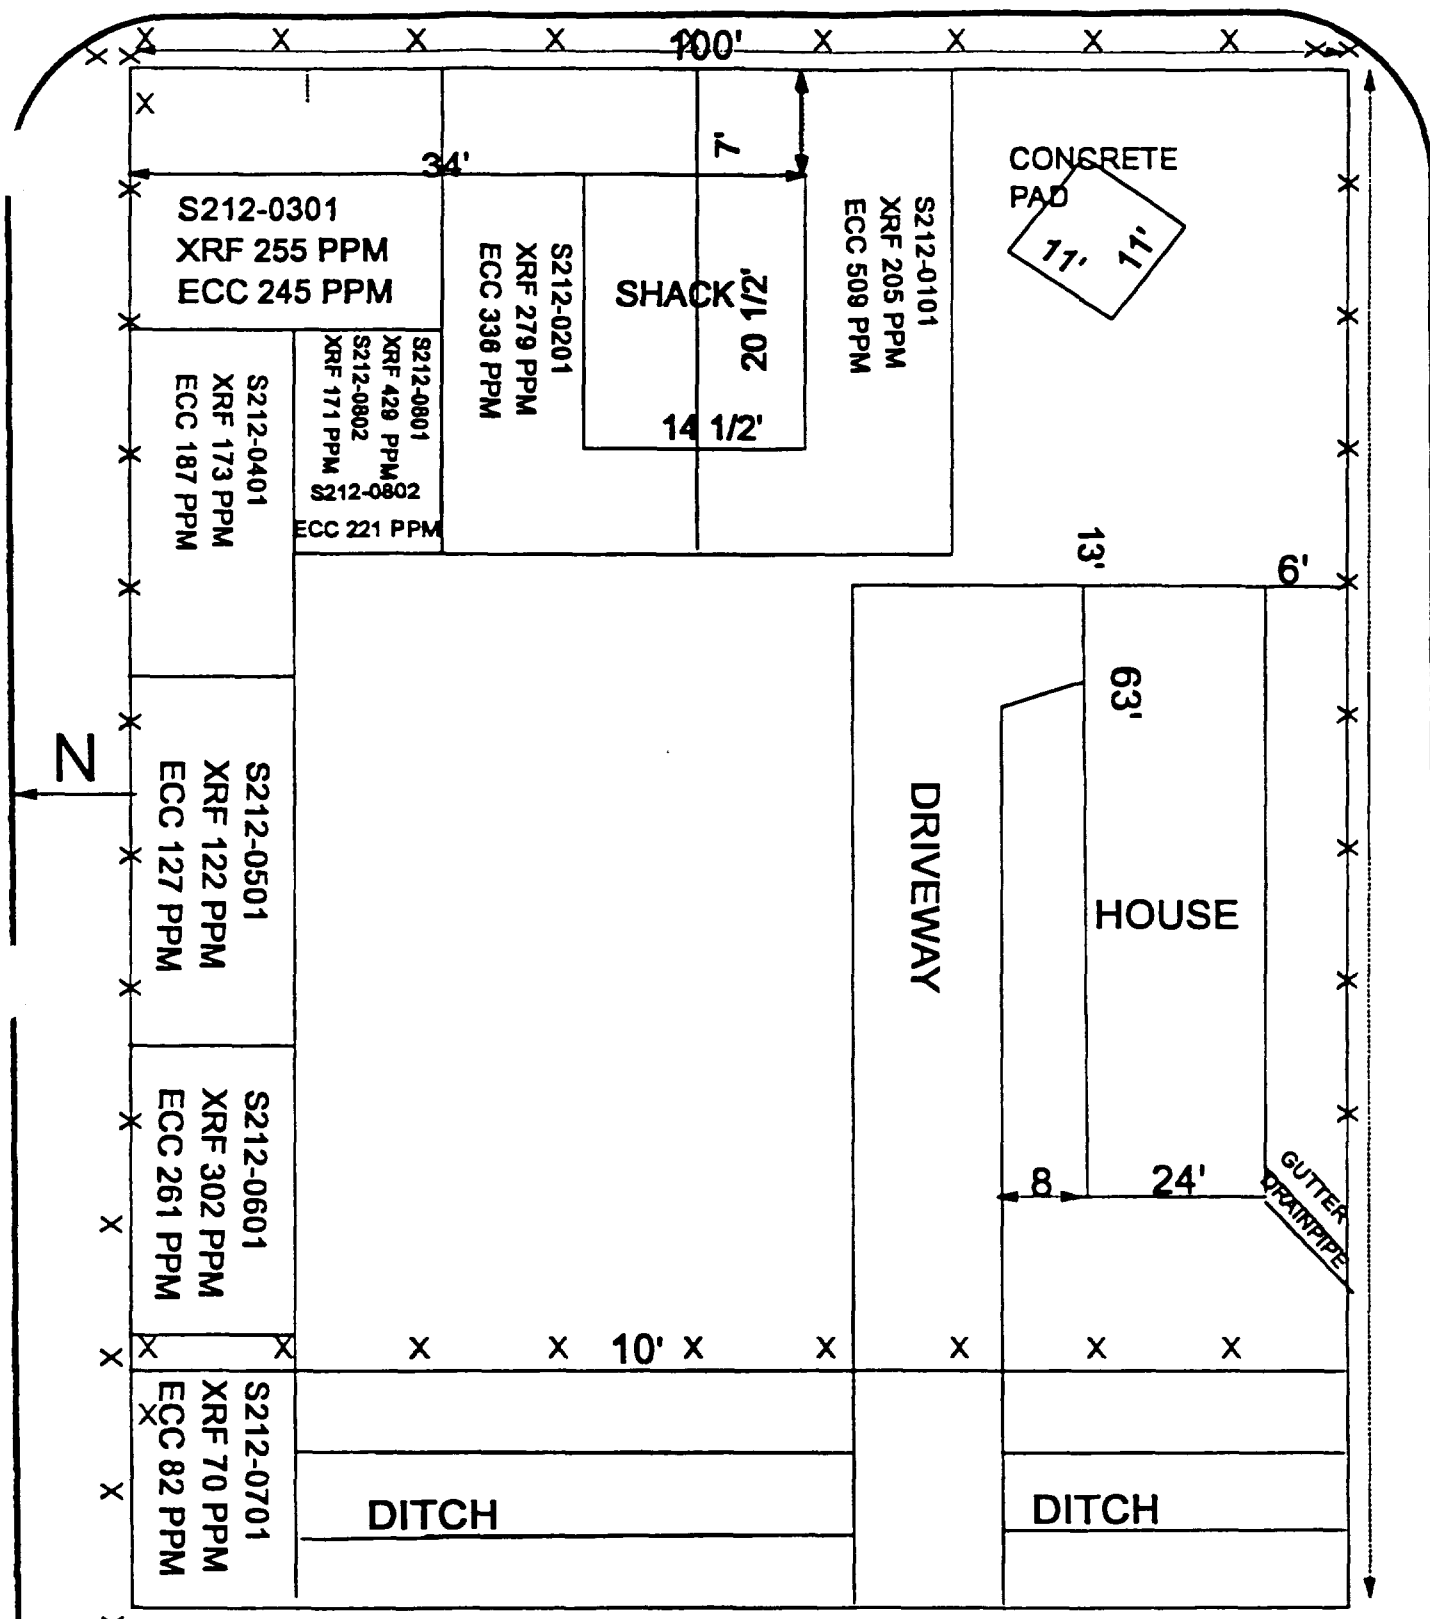 100'
7'
34'
CONCRETE
PAD
11'
11'
S212-0301
XRF 255 PPM
ECC 245 PPM
S212-0201
XRF 279 PPM
ECC 336 PPM
SHACK
20 1/2'
14 1/2'
S212-0101
XRF 205 PPM
ECC 509 PPM
S212-0401
XRF 173 PPM
ECC 187 PPM
S212-0801
XRF 429 PPM
S212-0802
XRF 171 PPM
S212-0802
ECC 221 PPM
13'
6'
63'
N
S212-0501
XRF 122 PPM
ECC 127 PPM
DRIVEWAY
HOUSE
S212-0601
XRF 302 PPM
ECC 261 PPM
8
24'
GUTTER
DRAINPIPE
10'
S212-0701
XRF 70 PPM
ECC 82 PPM
DITCH
DITCH